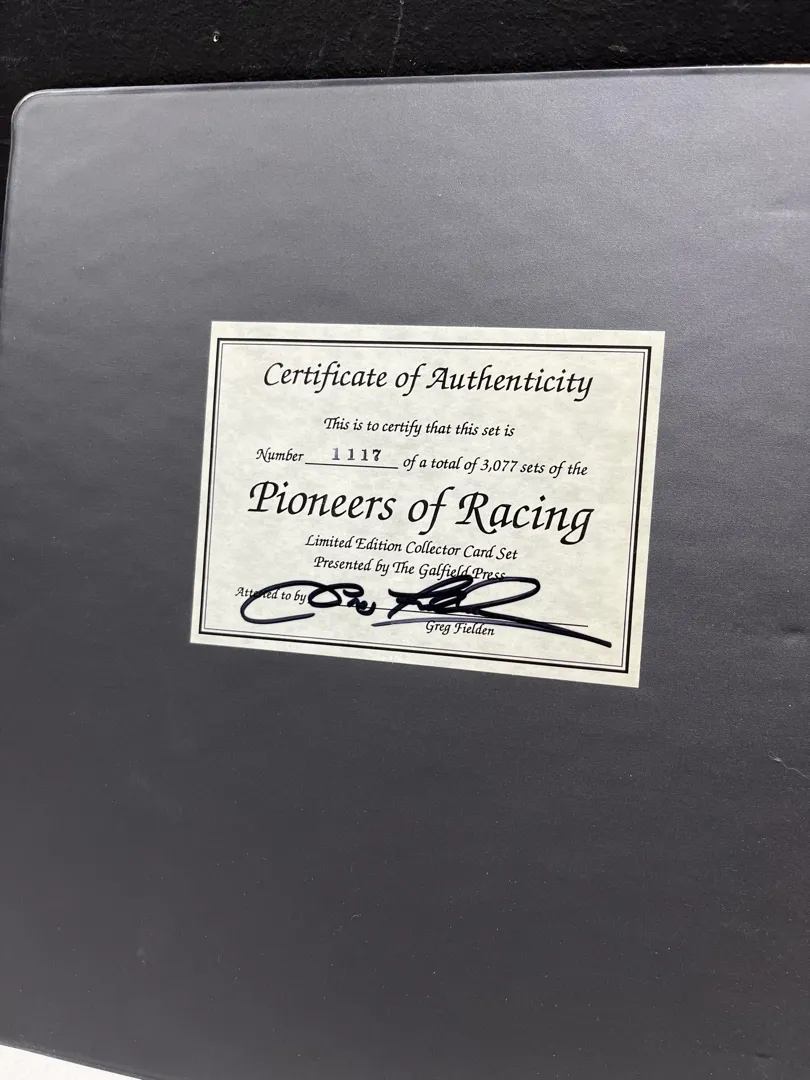 Certificate of Authenticity
This is to certify that this set is
Number 1117 of a total of 3,077 sets of the
Pioneers of Racing
Limited Edition Collector Card Set
Presented by The Galfield Press
Attested to by Greg Fielden
Greg Fielden